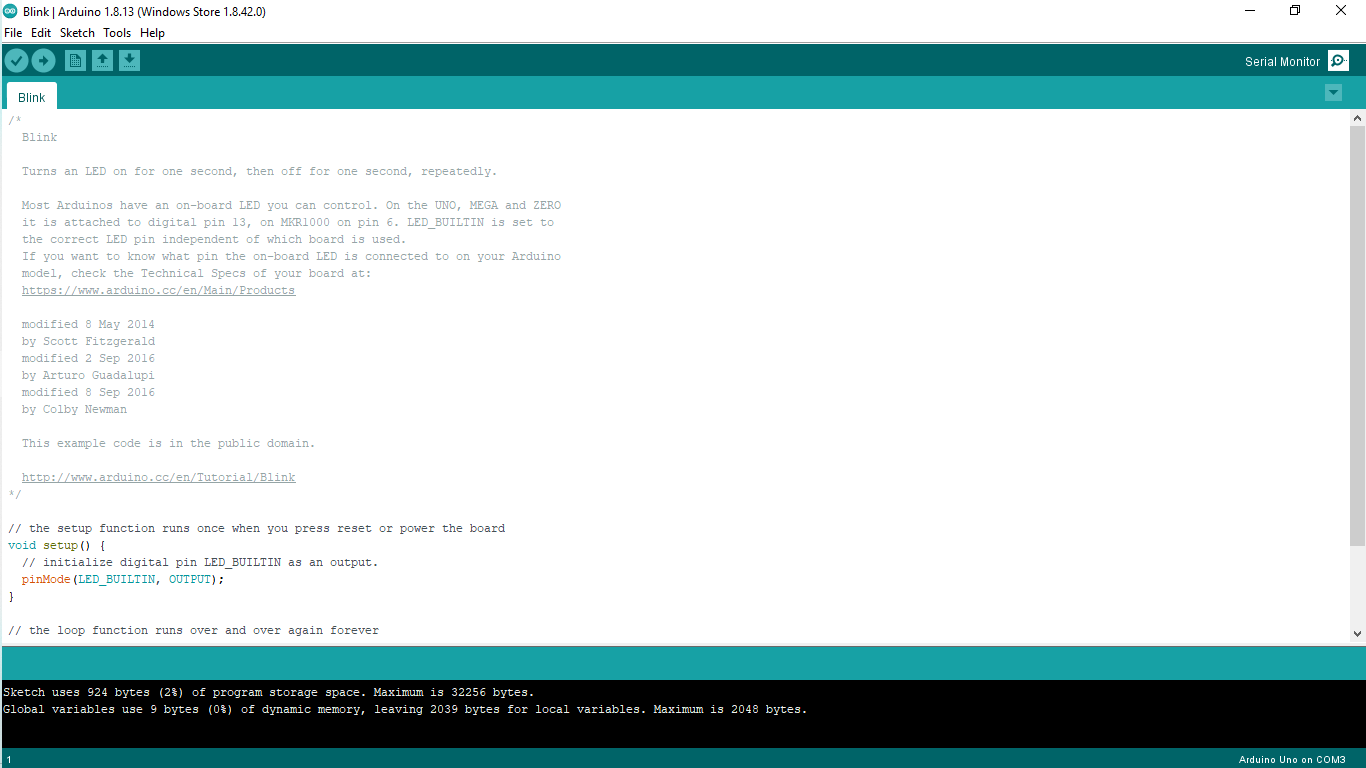 Blink | Arduino 1.8.13 (Windows Store 1.8.42.0)
File Edit Sketch Tools Help
Serial Monitor
Blink
/*
  Blink

  Turns an LED on for one second, then off for one second, repeatedly.

  Most Arduinos have an on-board LED you can control. On the UNO, MEGA and ZERO
  it is attached to digital pin 13, on MKR1000 on pin 6. LED_BUILTIN is set to
  the correct LED pin independent of which board is used.
  If you want to know what pin the on-board LED is connected to on your Arduino
  model, check the Technical Specs of your board at:
  https://www.arduino.cc/en/Main/Products

  modified 8 May 2014
  by Scott Fitzgerald
  modified 2 Sep 2016
  by Arturo Guadalupi
  modified 8 Sep 2016
  by Colby Newman

  This example code is in the public domain.

  http://www.arduino.cc/en/Tutorial/Blink
*/

// the setup function runs once when you press reset or power the board
void setup() {
  // initialize digital pin LED_BUILTIN as an output.
  pinMode(LED_BUILTIN, OUTPUT);
}

// the loop function runs over and over again forever
Sketch uses 924 bytes (2%) of program storage space. Maximum is 32256 bytes.
Global variables use 9 bytes (0%) of dynamic memory, leaving 2039 bytes for local variables. Maximum is 2048 bytes.
1
Arduino Uno on COM3